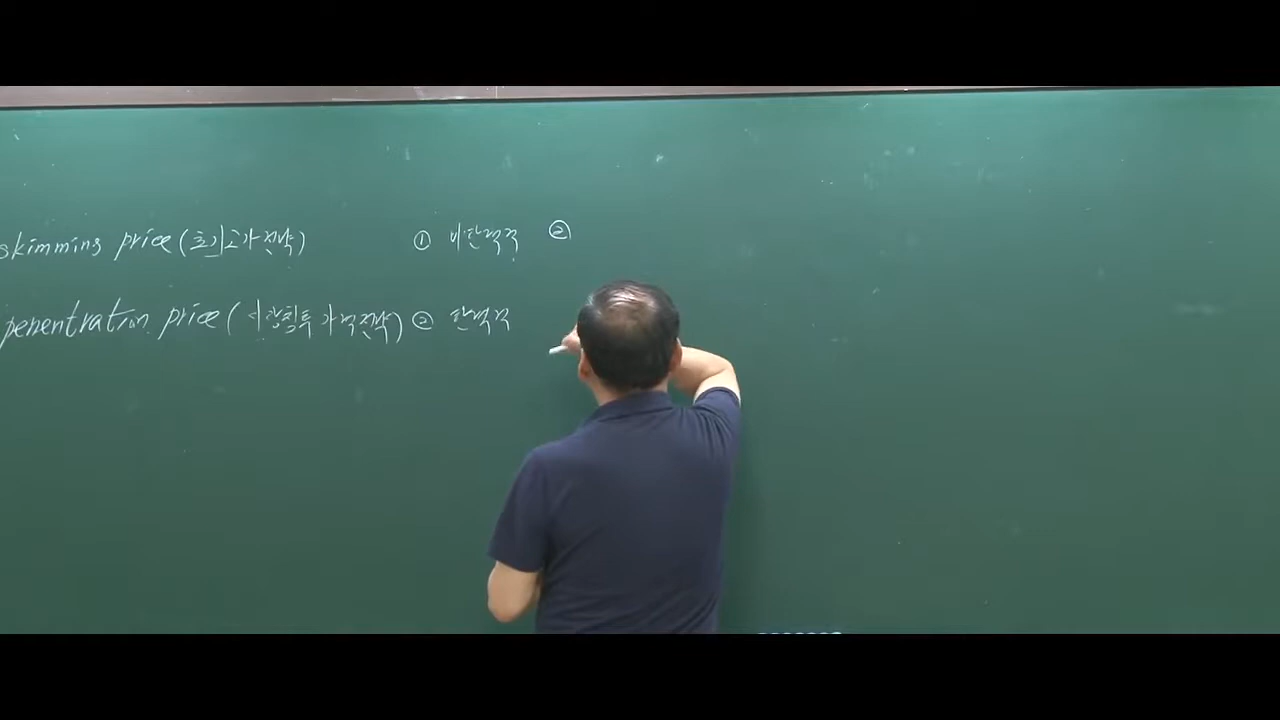 skimming price (초기고가전략) ① 비탄력적 ②
penentration price (시장침투가격전략) ② 탄력적